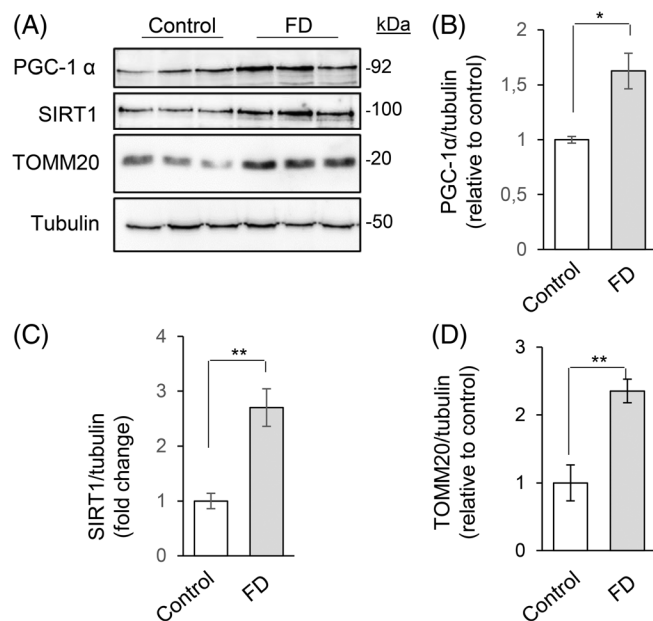 (A)
Control
FD
kDa
PGC-1 α
-92
SIRT1
-100
TOMM20
-20
Tubulin
-50
(B)
*
PGC-1α/tubulin
(relative to control)
2
1,5
1
0,5
0
Control
FD
(C)
**
SIRT1/tubulin
(fold change)
4
3
2
1
0
Control
FD
(D)
**
TOMM20/tubulin
(relative to control)
3
2
1
0
Control
FD